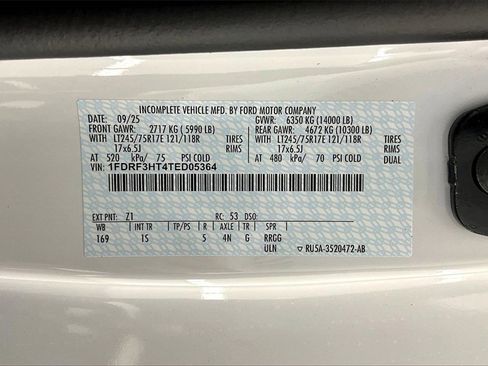 INCOMPLETE VEHICLE MFD. BY FORD MOTOR COMPANY
DATE: 09/25 GVWR: 6350 KG (14000 LB)
FRONT GAWR: 2717 KG (5990 LB) REAR GAWR: 4672 KG (10300 LB)
WITH LT245/75R17E 121/118R TIRES WITH LT245/75R17E 121/118R TIRES
17x6.5J RIMS 17x6.5J RIMS
AT 520 kPa/ 75 PSI COLD AT 480 kPa/ 70 PSI COLD DUAL
VIN: 1FDRF3HT4TED05364
EXT PNT: Z1 RC: 53 DSO:
WB INT TR TP/PS R AXLE TR G RRGG
169 1S 5 4N G ULN ▼ RU5A-3520472-AB